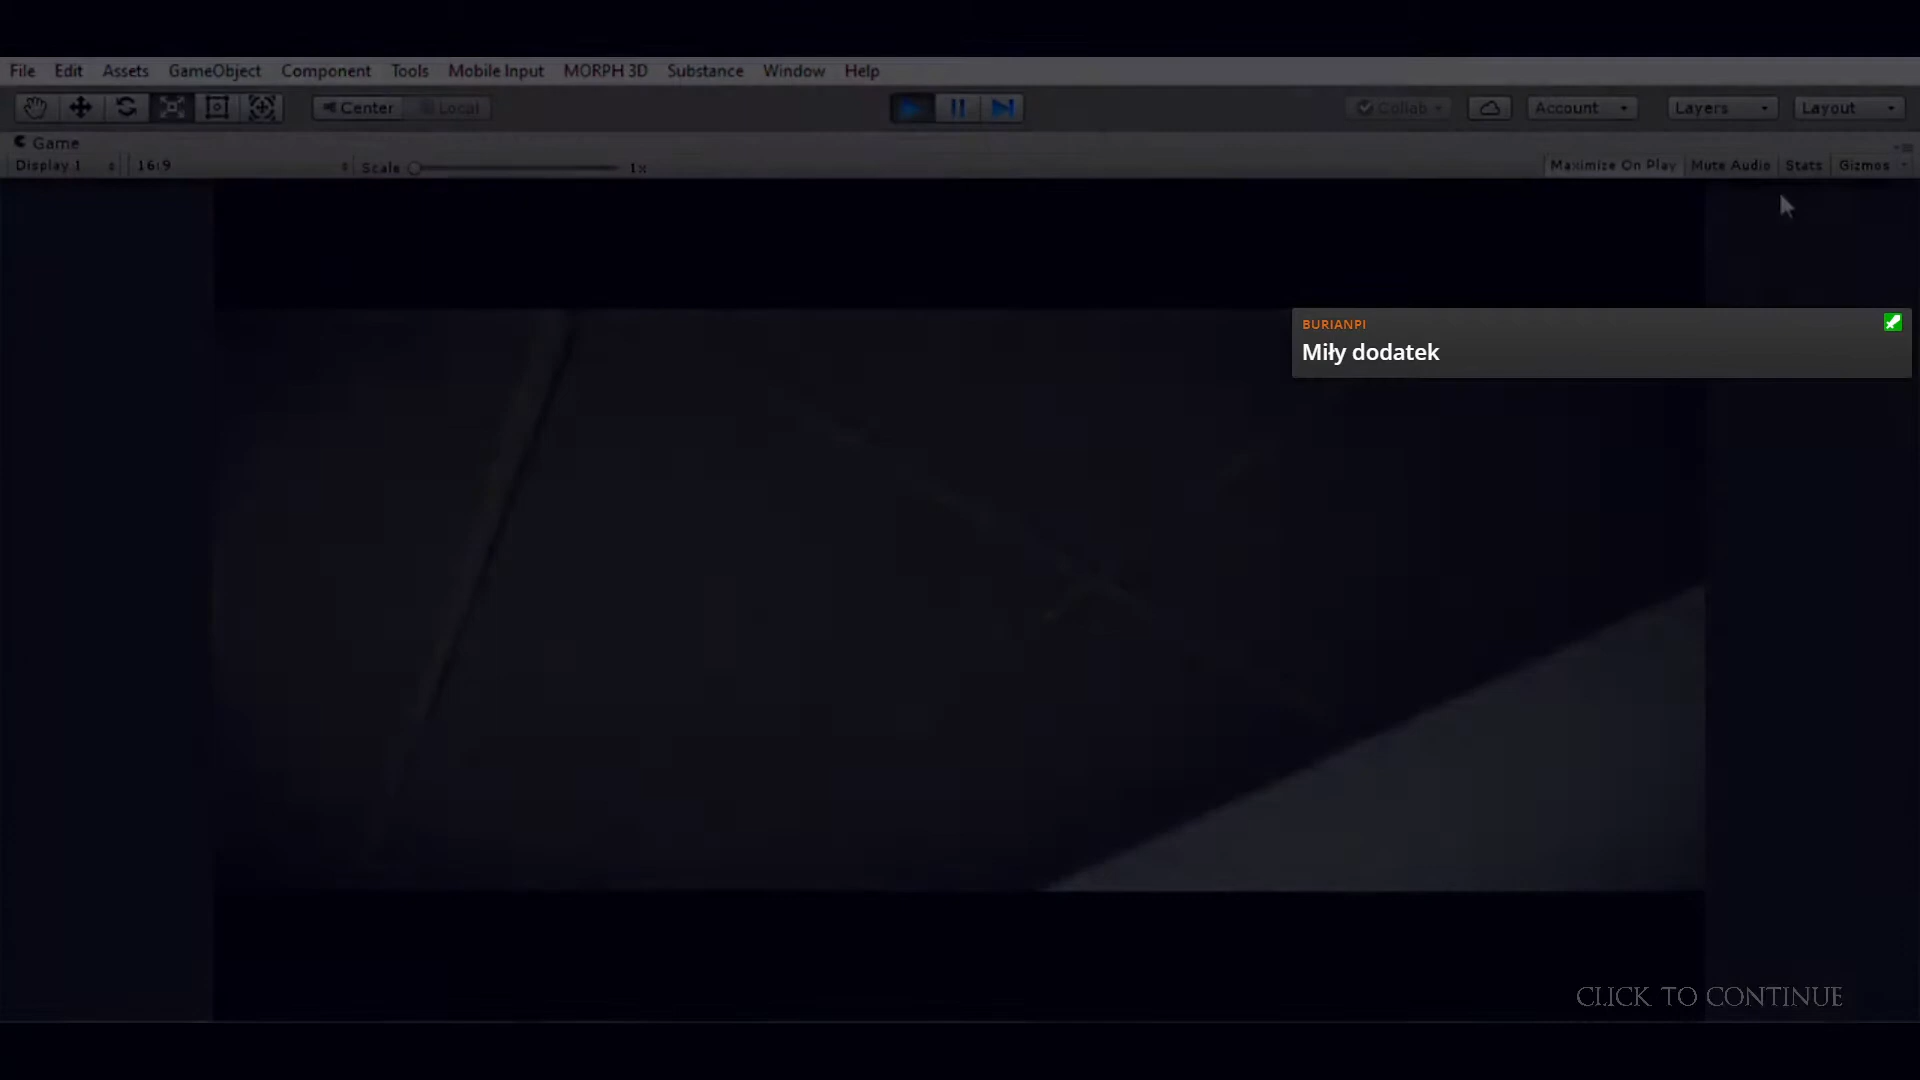 File Edit Assets GameObject Component Tools Mobile Input MORPH 3D Substance Window Help
Center Local Collab Account Layers Layout
Game
Display 1 16:9 Scale 1x Maximize On Play Mute Audio Stats Gizmos
BURIANPI
Miły dodatek
CLICK TO CONTINUE